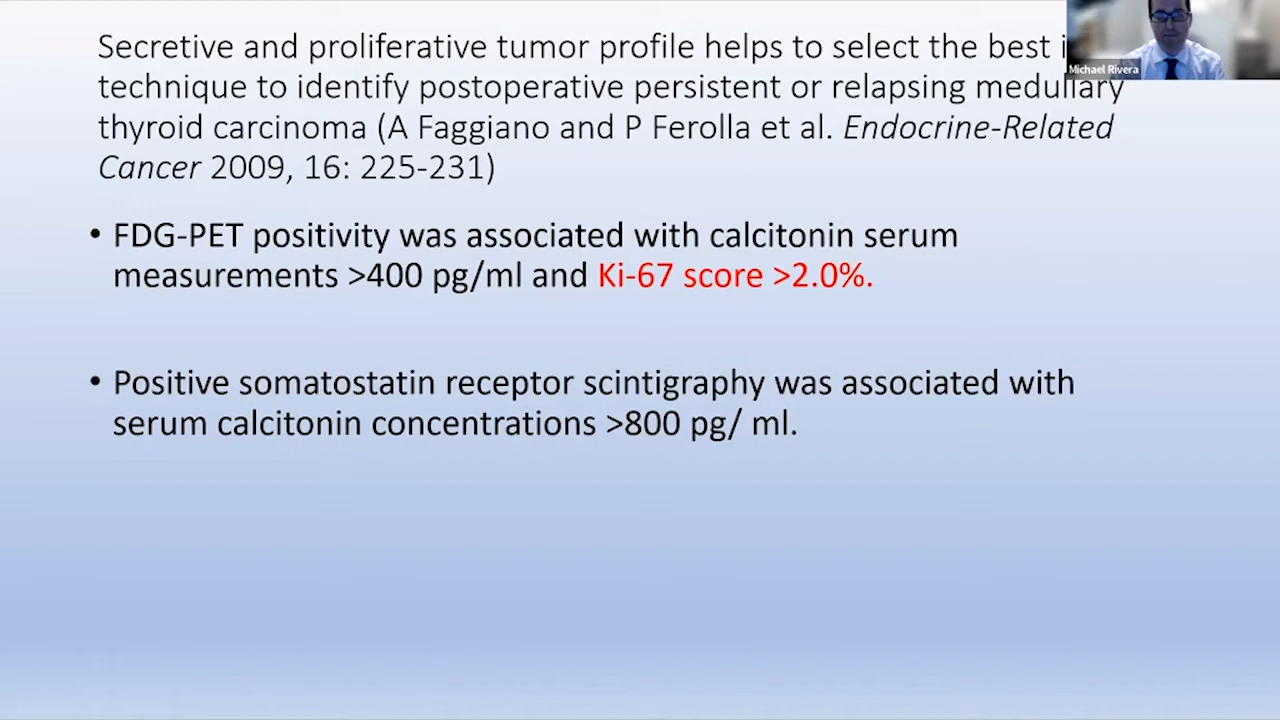 Secretive and proliferative tumor profile helps to select the best
technique to identify postoperative persistent or relapsing medullary
thyroid carcinoma (A Faggiano and P Ferolla et al. Endocrine-Related
Cancer 2009, 16: 225-231)
• FDG-PET positivity was associated with calcitonin serum
measurements >400 pg/ml and Ki-67 score >2.0%.
• Positive somatostatin receptor scintigraphy was associated with
serum calcitonin concentrations >800 pg/ ml.
Michael Rivera